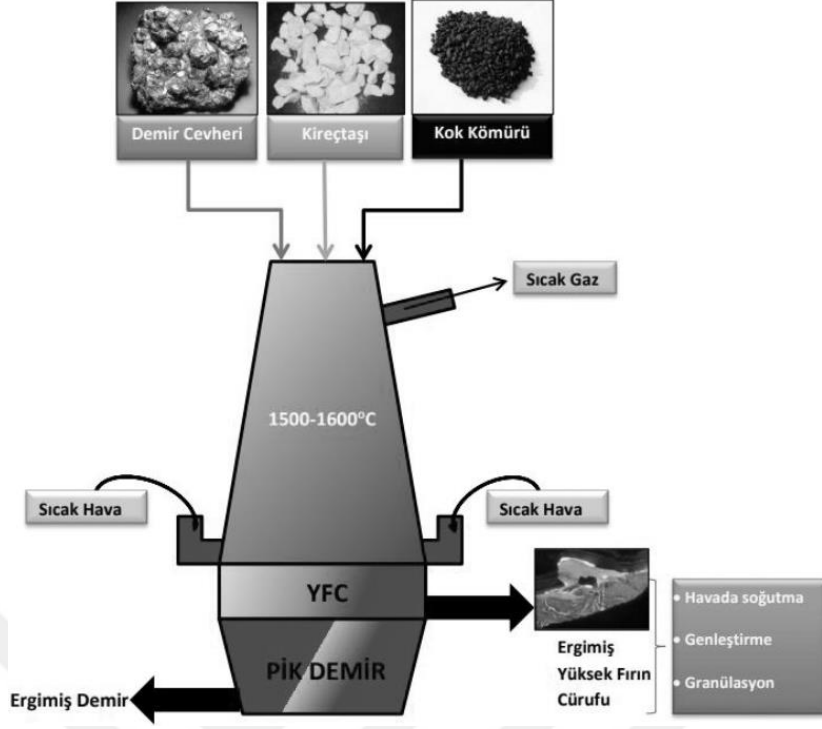 Demir Cevheri
Kireçtaşı
Kok Kömürü
Sıcak Gaz
1500-1600°C
Sıcak Hava
Sıcak Hava
YFC
PİK DEMİR
Ergimiş Demir
Ergimiş
Yüksek Fırın
Cürufu
• Havada soğutma
• Genleştirme
• Granülasyon